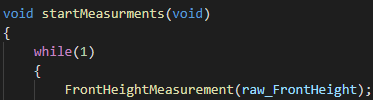 void startMeasurments(void)
{
while(1)
{
FrontHeightMeasurement(raw_FrontHeight);